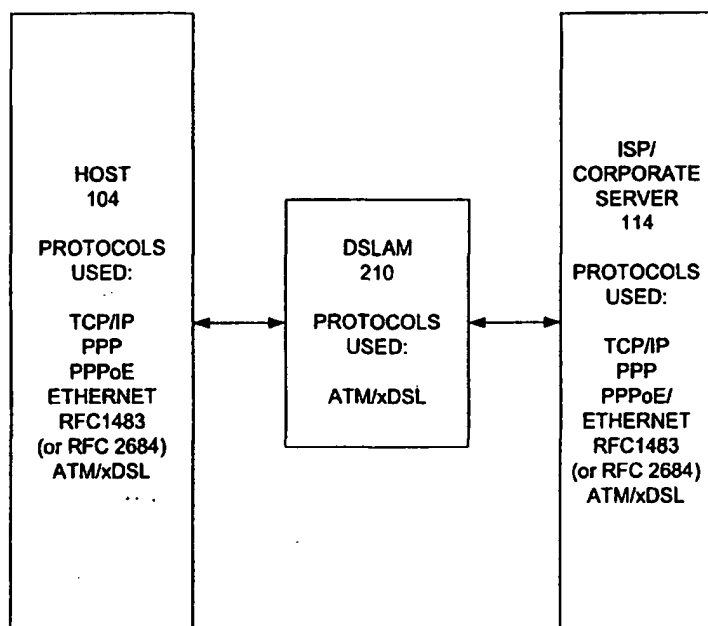 HOST
104
PROTOCOLS
USED:
TCP/IP
PPP
PPPoE
ETHERNET
RFC1483
(or RFC 2684)
ATM/xDSL
DSLAM
210
PROTOCOLS
USED:
ATM/xDSL
ISP/
CORPORATE
SERVER
114
PROTOCOLS
USED:
TCP/IP
PPP
PPPoE/
ETHERNET
RFC1483
(or RFC 2684)
ATM/xDSL